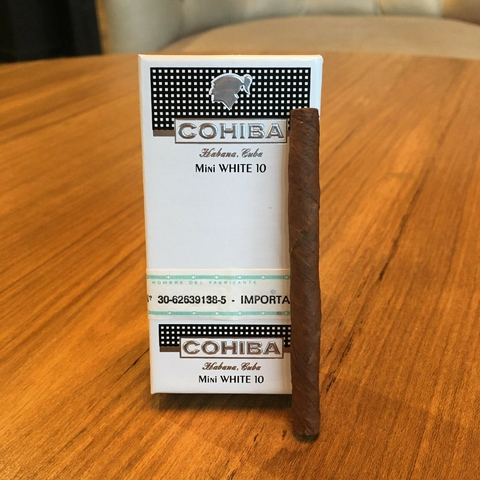 COHIBA
Habana, Cuba
Mini WHITE 10
NOMBRE DEL FABRICANTE
30-62639138-5 - IMPORTA
COHIBA
Habana, Cuba
Mini WHITE 10